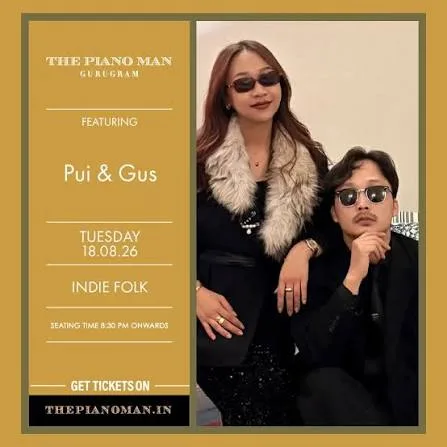 THE PIANO MAN
GURUGRAM
FEATURING
Pui & Gus
TUESDAY
18.08.26
INDIE FOLK
SEATING TIME 8:30 PM ONWARDS
GET TICKETS ON
THEPIANOMAN.IN